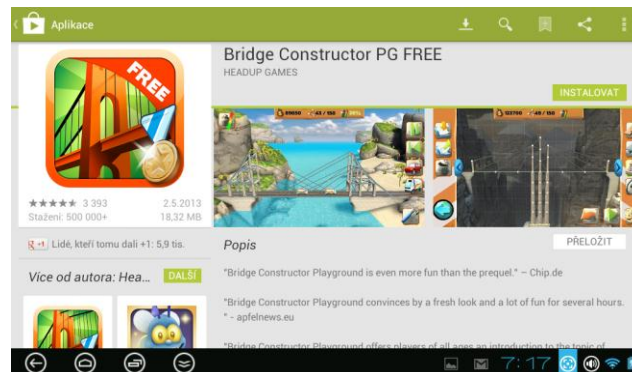 Aplikace
Bridge Constructor PG FREE
HEADUP GAMES
INSTALOVAT
FREE
3 393
2.5.2013
Stažení: 500 000+
18,32 MB
g +1 Lidé, kteří tomu dali +1: 5,9 tis.
Popis
PŘELOŽIT
Více od autora: Hea...
DALŠÍ
"Bridge Constructor Playground is even more fun than the prequel." – Chip.de
"Bridge Constructor Playground convinces by a fresh look and a lot of fun for several hours.
" - apfelnews.eu
"Bridge Constructor Playground offers players of all ages an introduction to the topic of
7:17